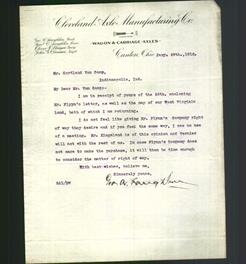 Cleveland Axle Manufacturing Co.
WAGON & CARRIAGE AXLES
Canton, Ohio
Mr. Cortland Van Camp,
Indianapolis, Ind.
My Dear Mr. Van Camp:
I am in receipt of yours of the 26th, enclosing
Mr. Flynn's letter, as well as the map of our West Virginia
land, both of which I am returning.
I do not feel like giving Mr. Flynn's Company right
of way they desire and if you feel the same way, I see no use
of a meeting. Mr. Kingsland is of this opinion and
will act with the rest of us. In case Flynn's Company does
not care to make the purchase, it will then be time enough
to consider the matter of right of way.
With best wishes, believe me,
Sincerely yours,